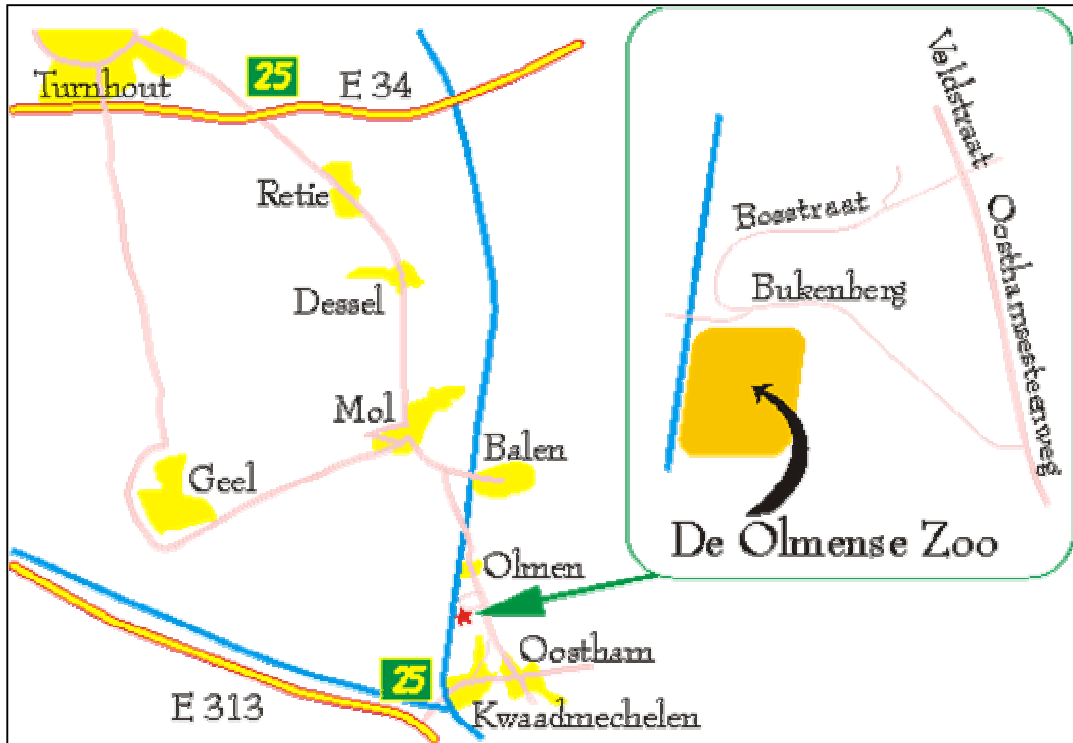 25
E 34
Turnhout
Retie
Dessel
Mol
Balen
Geel
Olmen
Oostham
25
E 313
Kwaadmechelen
Veldstraat
Bosstraat
Oosthamsesteenweg
Bukenberg
De Olmense Zoo